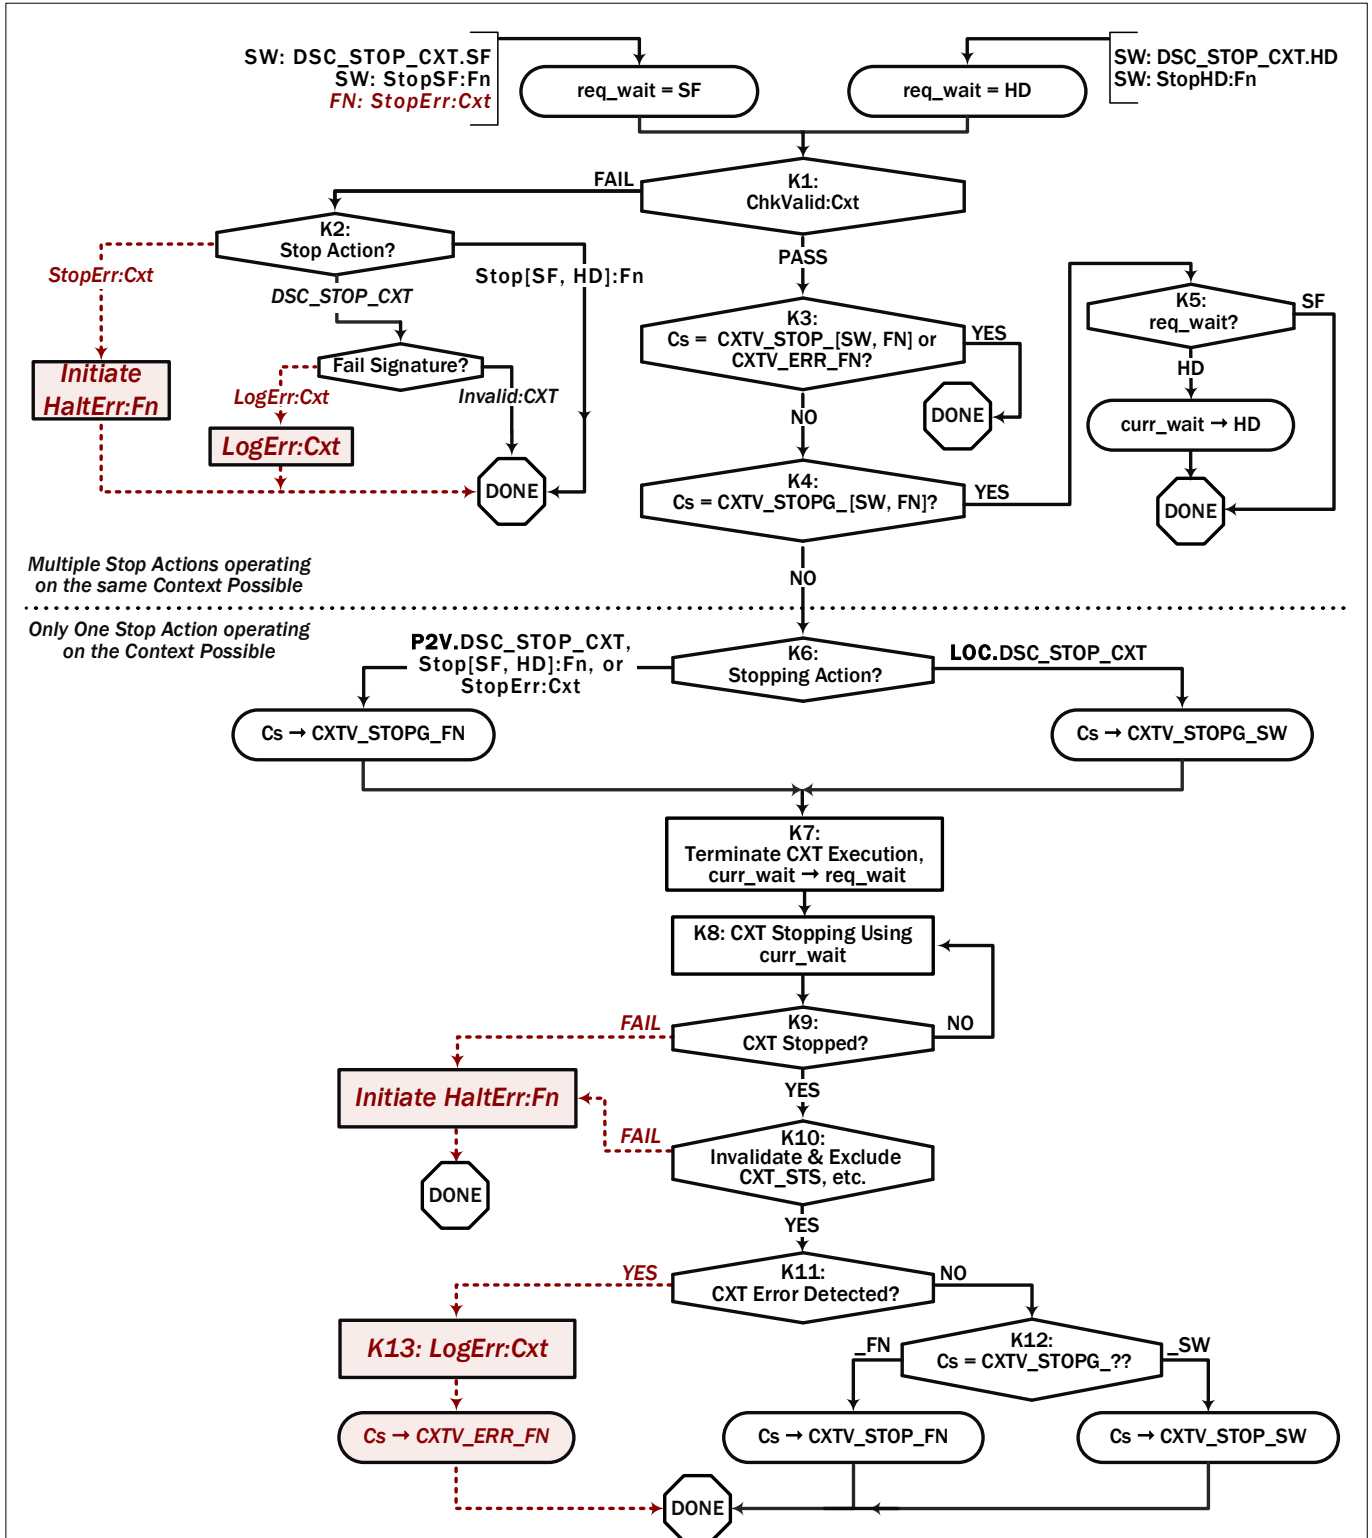 SW: DSC_STOP_CXT.SF
SW: StopSF:Fn
FN: StopErr:Cxt
req_wait = SF
req_wait = HD
SW: DSC_STOP_CXT.HD
SW: StopHD:Fn
K1:
ChkValid:Cxt
FAIL
PASS
K2:
Stop Action?
StopErr:Cxt
DSC_STOP_CXT
Stop[SF, HD]:Fn
Initiate
HaltErr:Fn
Fail Signature?
LogErr:Cxt
Invalid:CXT
LogErr:Cxt
DONE
K3:
Cs = CXTV_STOP_[SW, FN] or
CXTV_ERR_FN?
YES
DONE
NO
K4:
Cs = CXTV_STOPG_[SW, FN]?
YES
K5:
req_wait?
SF
HD
curr_wait → HD
DONE
NO
Multiple Stop Actions operating
on the same Context Possible
Only One Stop Action operating
on the Context Possible
P2V.DSC_STOP_CXT,
Stop[SF, HD]:Fn, or
StopErr:Cxt
K6:
Stopping Action?
LOC.DSC_STOP_CXT
Cs → CXTV_STOPG_FN
Cs → CXTV_STOPG_SW
K7:
Terminate CXT Execution,
curr_wait → req_wait
K8: CXT Stopping Using
curr_wait
K9:
CXT Stopped?
FAIL
NO
YES
Initiate HaltErr:Fn
FAIL
DONE
K10:
Invalidate & Exclude
CXT_STS, etc.
YES
K11:
CXT Error Detected?
YES
NO
K13: LogErr:Cxt
K12:
Cs = CXTV_STOPG_??
_FN
_SW
Cs → CXTV_ERR_FN
Cs → CXTV_STOP_FN
Cs → CXTV_STOP_SW
DONE